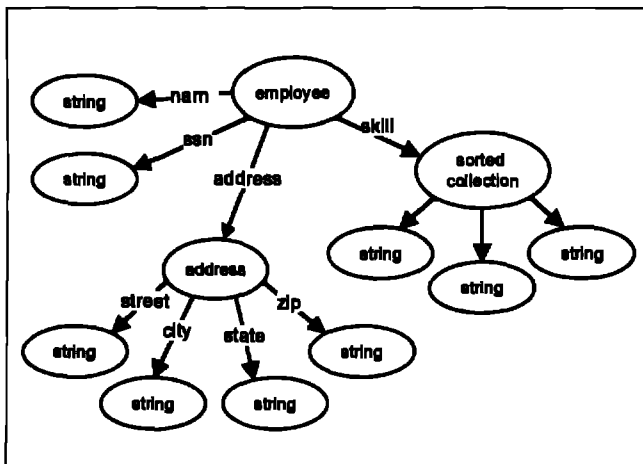 nam
employee
string
ssn
skill
string
address
sorted
collection
address
string
string
string
street
zip
city
state
string
string
string
string